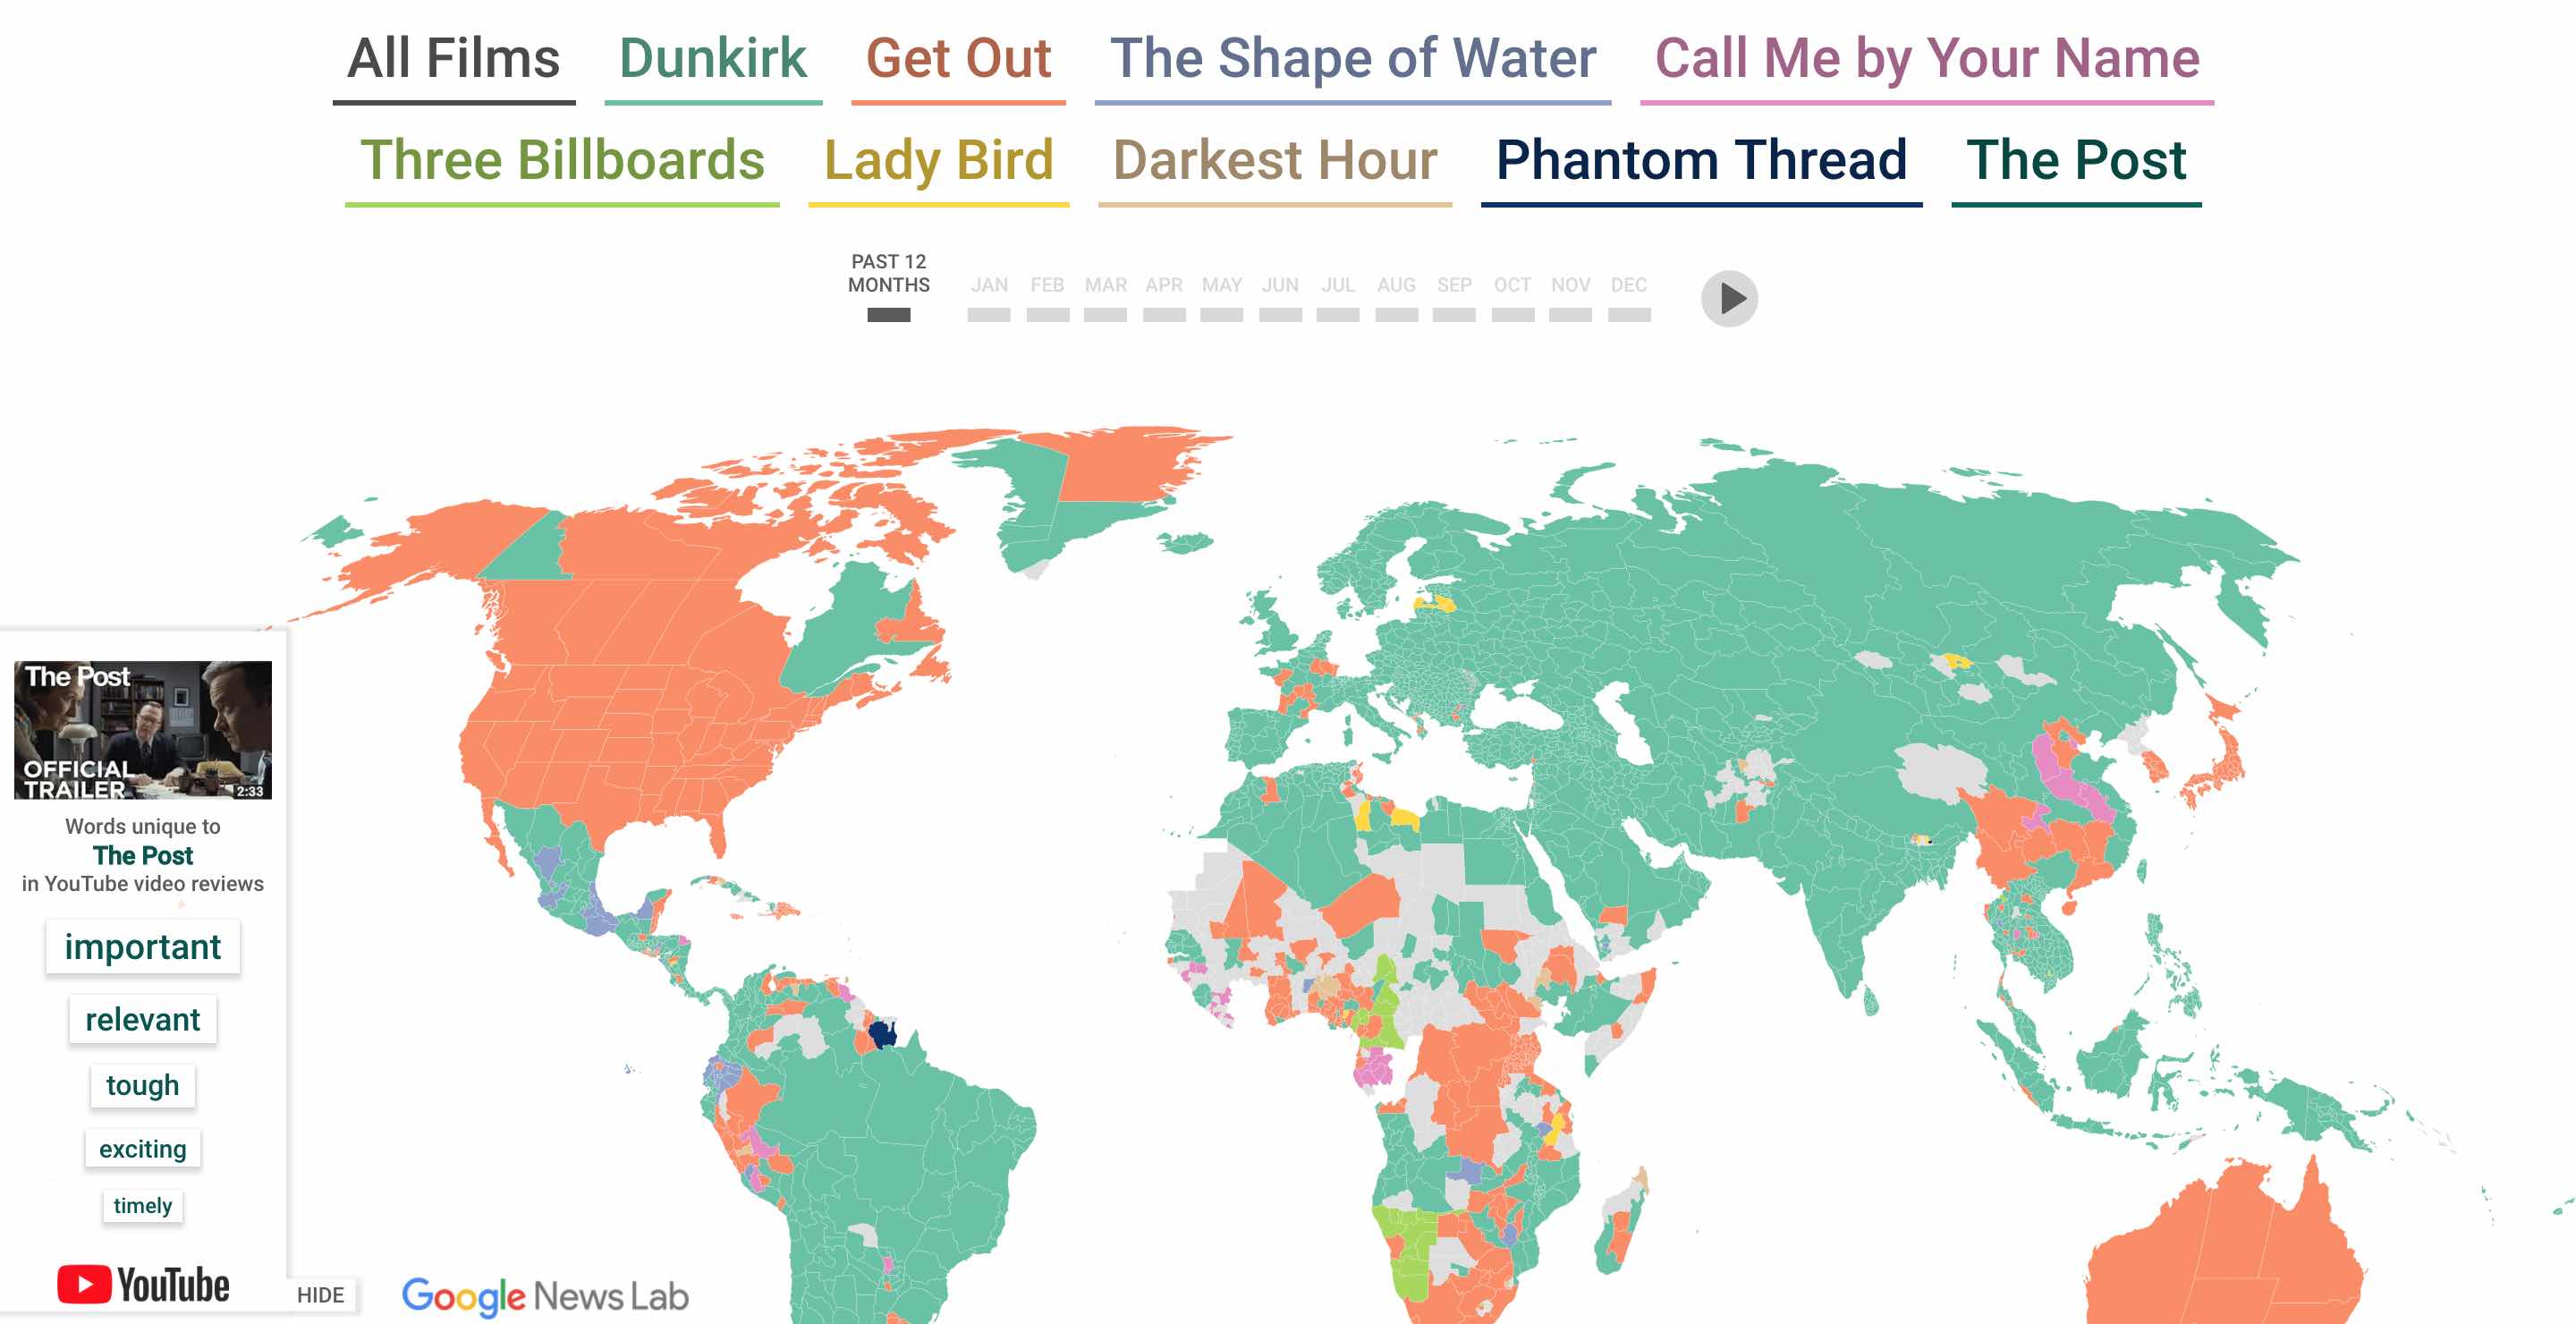 All Films Dunkirk Get Out The Shape of Water Call Me by Your Name
Three Billboards Lady Bird Darkest Hour Phantom Thread The Post
PAST 12
MONTHS JAN FEB MAR APR MAY JUN JUL AUG SEP OCT NOV DEC
The Post
OFFICIAL
TRAILER 2:33
Words unique to
The Post
in YouTube video reviews
important
relevant
tough
exciting
timely
YouTube
HIDE
Google News Lab